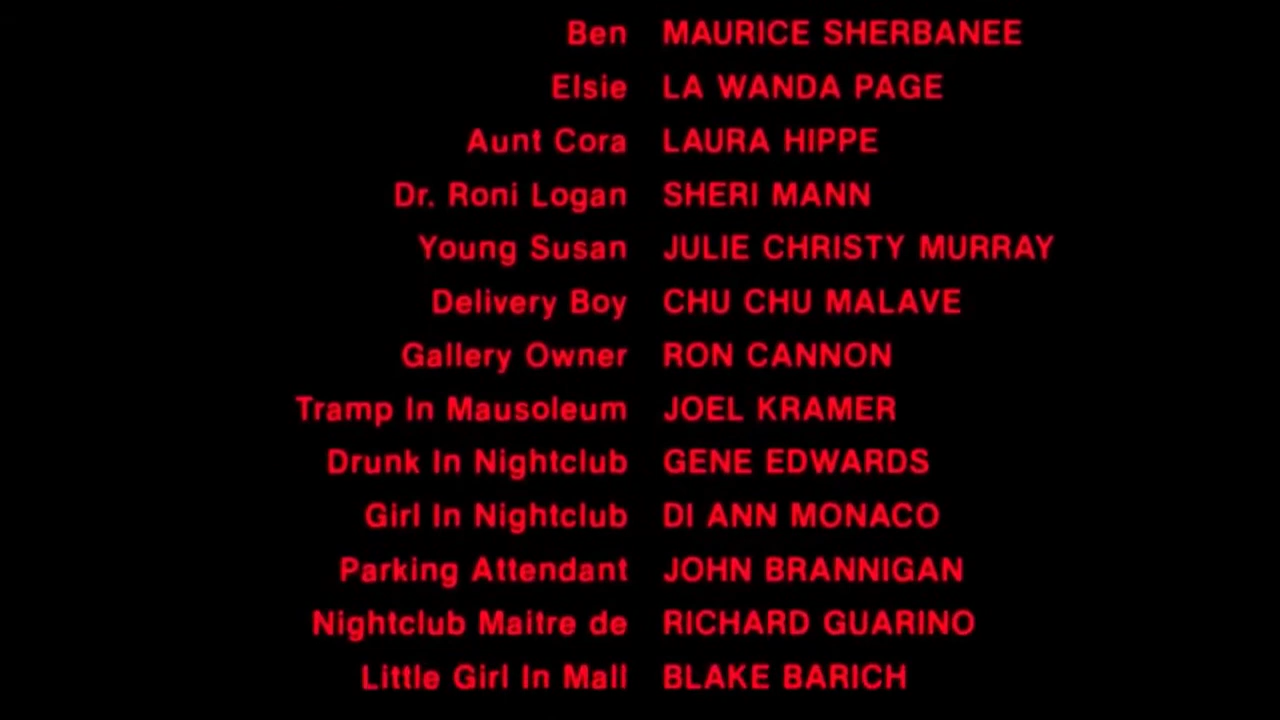 Ben MAURICE SHERBANEE
Elsie LA WANDA PAGE
Aunt Cora LAURA HIPPE
Dr. Roni Logan SHERI MANN
Young Susan JULIE CHRISTY MURRAY
Delivery Boy CHU CHU MALAVE
Gallery Owner RON CANNON
Tramp In Mausoleum JOEL KRAMER
Drunk In Nightclub GENE EDWARDS
Girl In Nightclub DI ANN MONACO
Parking Attendant JOHN BRANNIGAN
Nightclub Maitre de RICHARD GUARINO
Little Girl In Mall BLAKE BARICH